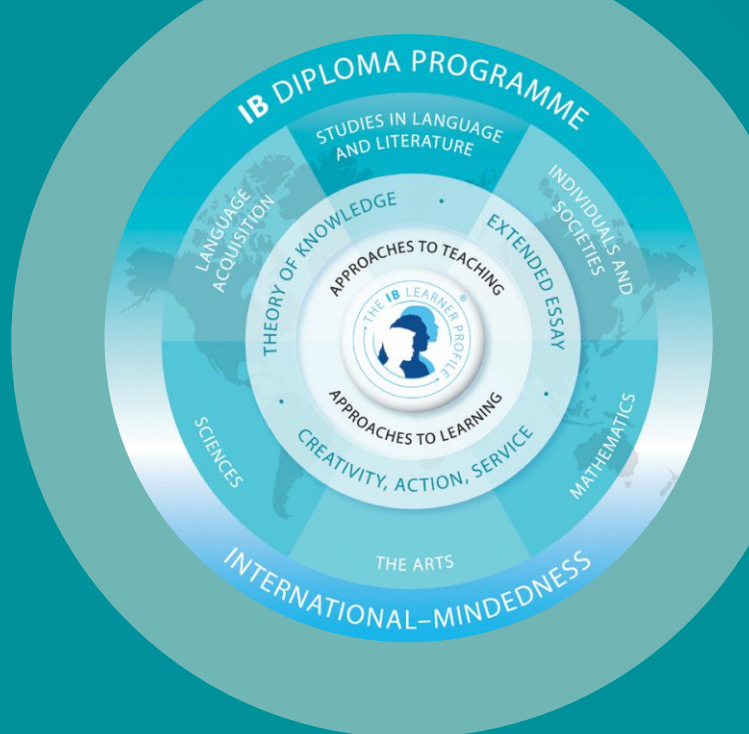 IB DIPLOMA PROGRAMME
STUDIES IN LANGUAGE
AND LITERATURE
LANGUAGE
ACQUISITION
INDIVIDUALS AND
SOCIETIES
THEORY OF KNOWLEDGE
EXTENDED ESSAY
APPROACHES TO TEACHING
THE IB LEARNER PROFILE ®
APPROACHES TO LEARNING
CREATIVITY, ACTION, SERVICE
SCIENCES
MATHEMATICS
THE ARTS
INTERNATIONAL–MINDEDNESS